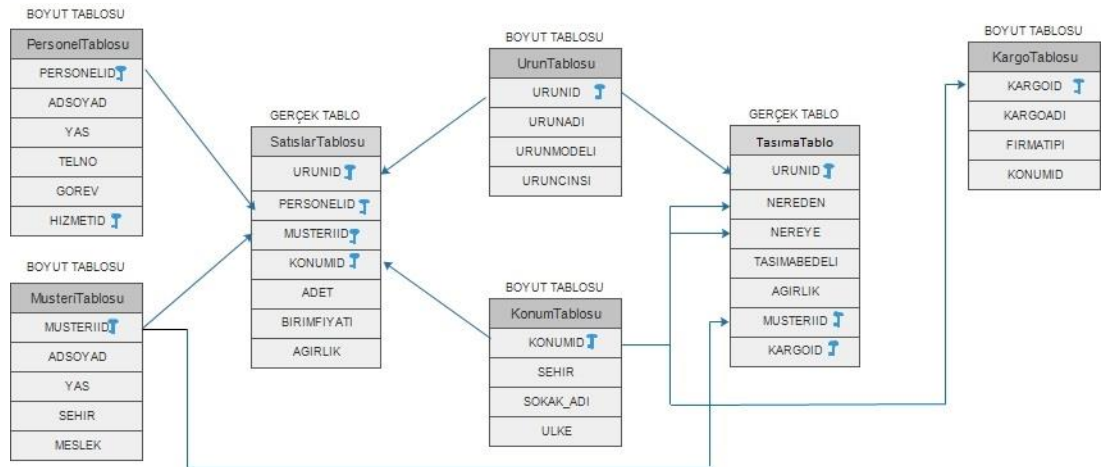 BOYUT TABLOSU
PersonelTablosu
PERSONELID
ADSOYAD
YAS
TELNO
GOREV
HIZMETID
BOYUT TABLOSU
MusteriTablosu
MUSTERIID
ADSOYAD
YAS
SEHIR
MESLEK
GERÇEK TABLO
SatıslarTablosu
URUNID
PERSONELID
MUSTERIID
KONUMID
ADET
BIRIMFIYATI
AGIRLIK
BOYUT TABLOSU
UrunTablosu
URUNID
URUNADI
URUNMODELI
URUNCINSI
BOYUT TABLOSU
KonumTablosu
KONUMID
SEHIR
SOKAK_ADI
ULKE
GERÇEK TABLO
TasımaTablo
URUNID
NEREDEN
NEREYE
TASIMABEDELI
AGIRLIK
MUSTERIID
KARGOID
BOYUT TABLOSU
KargoTablosu
KARGOID
KARGOADI
FIRMATIPI
KONUMID